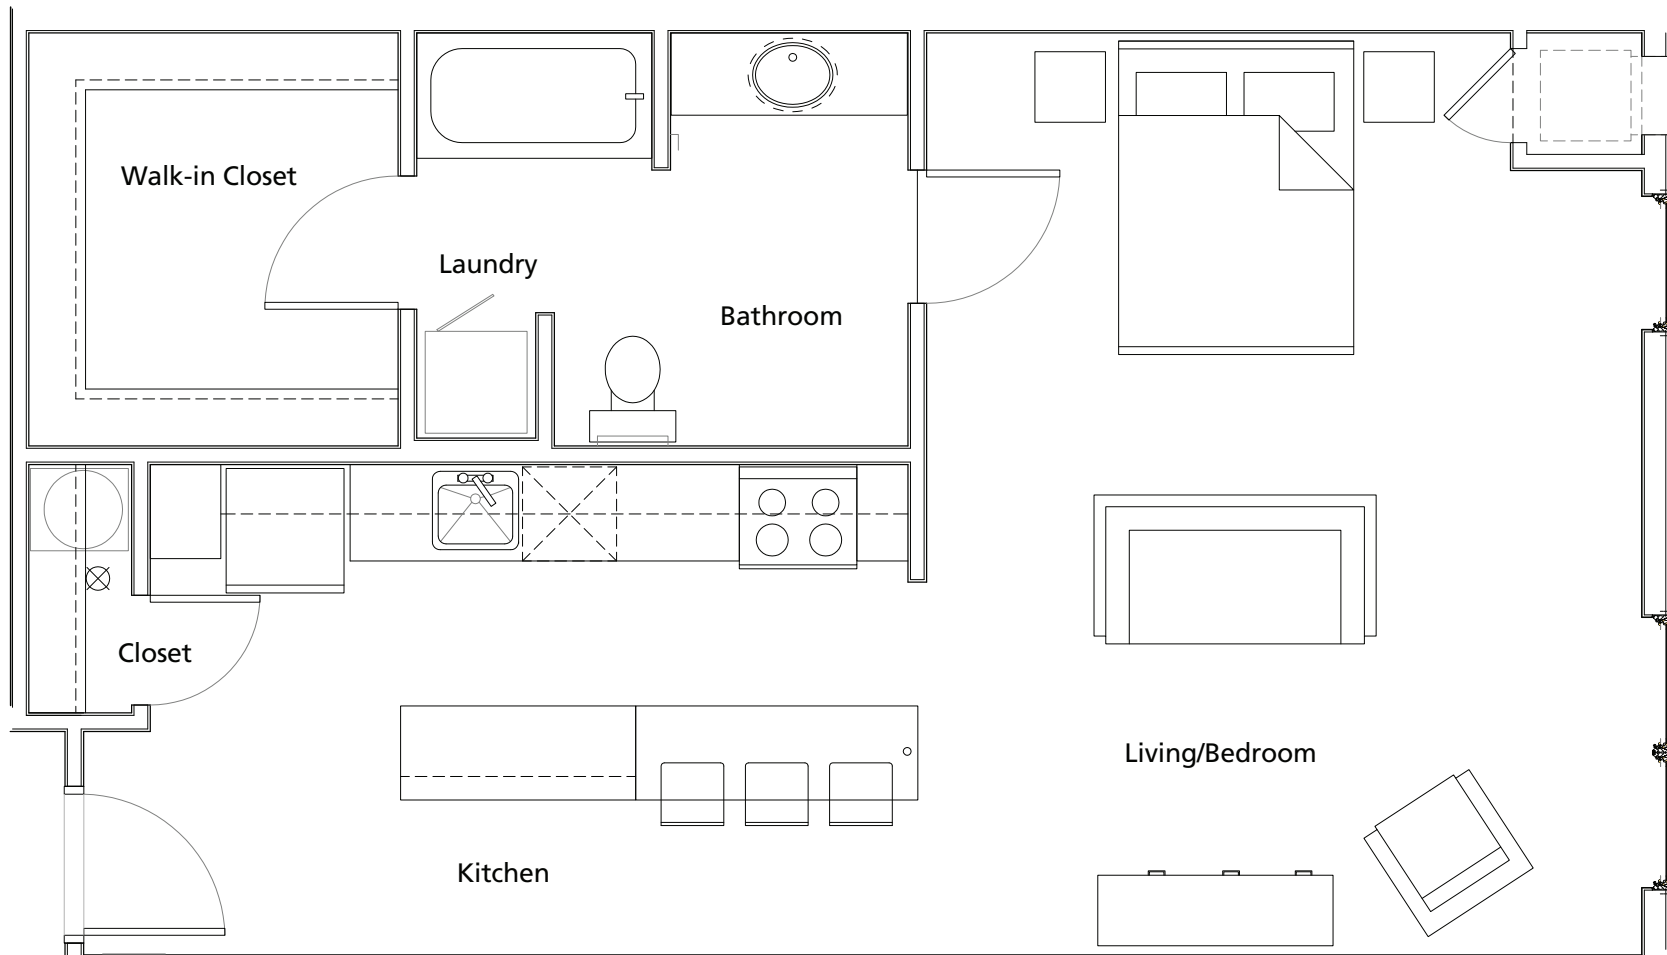 Walk-in Closet
Laundry
Bathroom
Closet
Living/Bedroom
Kitchen